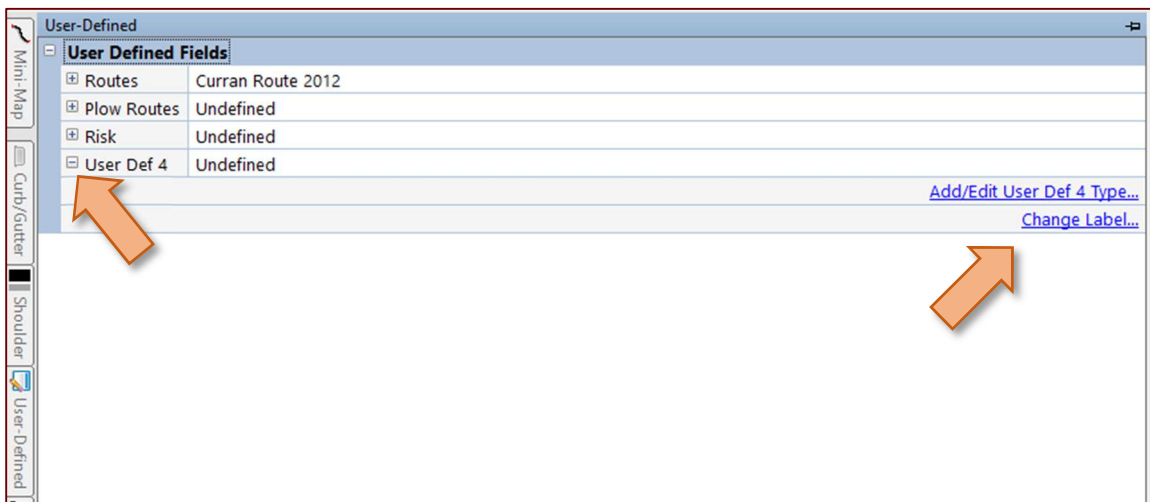 User-Defined
User Defined Fields
Routes Curran Route 2012
Plow Routes Undefined
Risk Undefined
User Def 4 Undefined
Add/Edit User Def 4 Type...
Change Label...
Mini-Map
Curb/Gutter
Shoulder
User-Defined